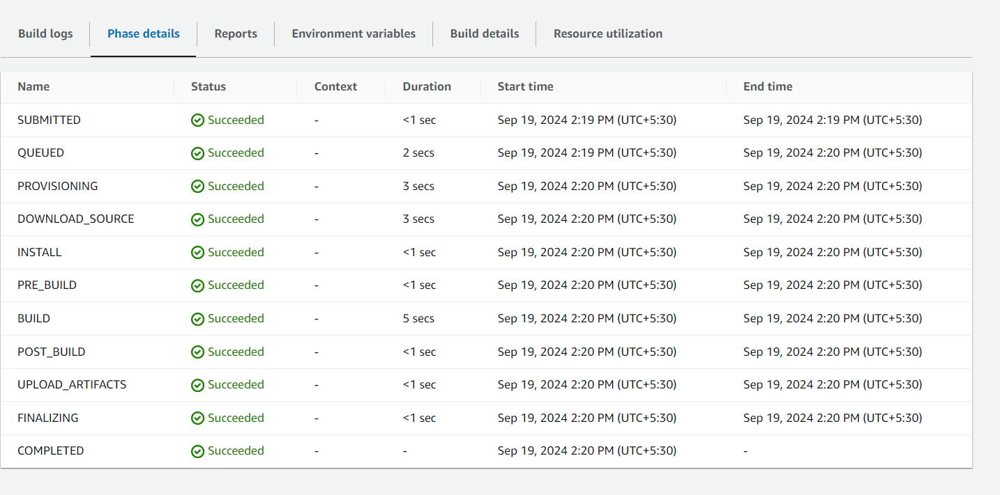 Build logs Phase details Reports Environment variables Build details Resource utilization
Name Status Context Duration Start time End time
SUBMITTED Succeeded - <1 sec Sep 19, 2024 2:19 PM (UTC+5:30) Sep 19, 2024 2:19 PM (UTC+5:30)
QUEUED Succeeded - 2 secs Sep 19, 2024 2:19 PM (UTC+5:30) Sep 19, 2024 2:20 PM (UTC+5:30)
PROVISIONING Succeeded - 3 secs Sep 19, 2024 2:20 PM (UTC+5:30) Sep 19, 2024 2:20 PM (UTC+5:30)
DOWNLOAD_SOURCE Succeeded - 3 secs Sep 19, 2024 2:20 PM (UTC+5:30) Sep 19, 2024 2:20 PM (UTC+5:30)
INSTALL Succeeded - <1 sec Sep 19, 2024 2:20 PM (UTC+5:30) Sep 19, 2024 2:20 PM (UTC+5:30)
PRE_BUILD Succeeded - <1 sec Sep 19, 2024 2:20 PM (UTC+5:30) Sep 19, 2024 2:20 PM (UTC+5:30)
BUILD Succeeded - 5 secs Sep 19, 2024 2:20 PM (UTC+5:30) Sep 19, 2024 2:20 PM (UTC+5:30)
POST_BUILD Succeeded - <1 sec Sep 19, 2024 2:20 PM (UTC+5:30) Sep 19, 2024 2:20 PM (UTC+5:30)
UPLOAD_ARTIFACTS Succeeded - <1 sec Sep 19, 2024 2:20 PM (UTC+5:30) Sep 19, 2024 2:20 PM (UTC+5:30)
FINALIZING Succeeded - <1 sec Sep 19, 2024 2:20 PM (UTC+5:30) Sep 19, 2024 2:20 PM (UTC+5:30)
COMPLETED Succeeded - - Sep 19, 2024 2:20 PM (UTC+5:30) -